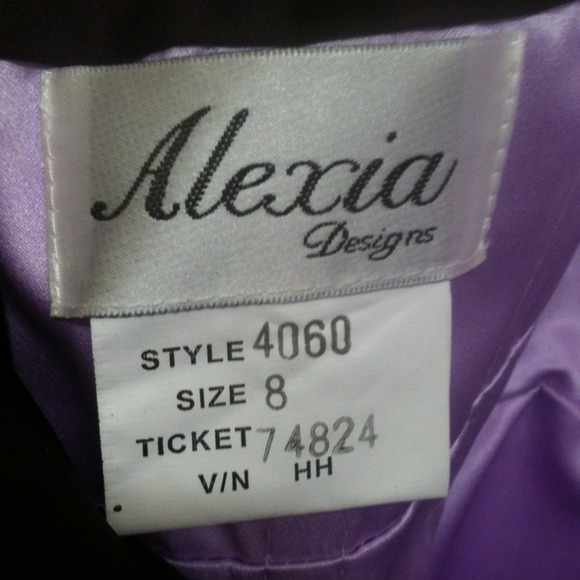 Alexia
Designs
STYLE 4060
SIZE 8
TICKET 74824
V/N HH